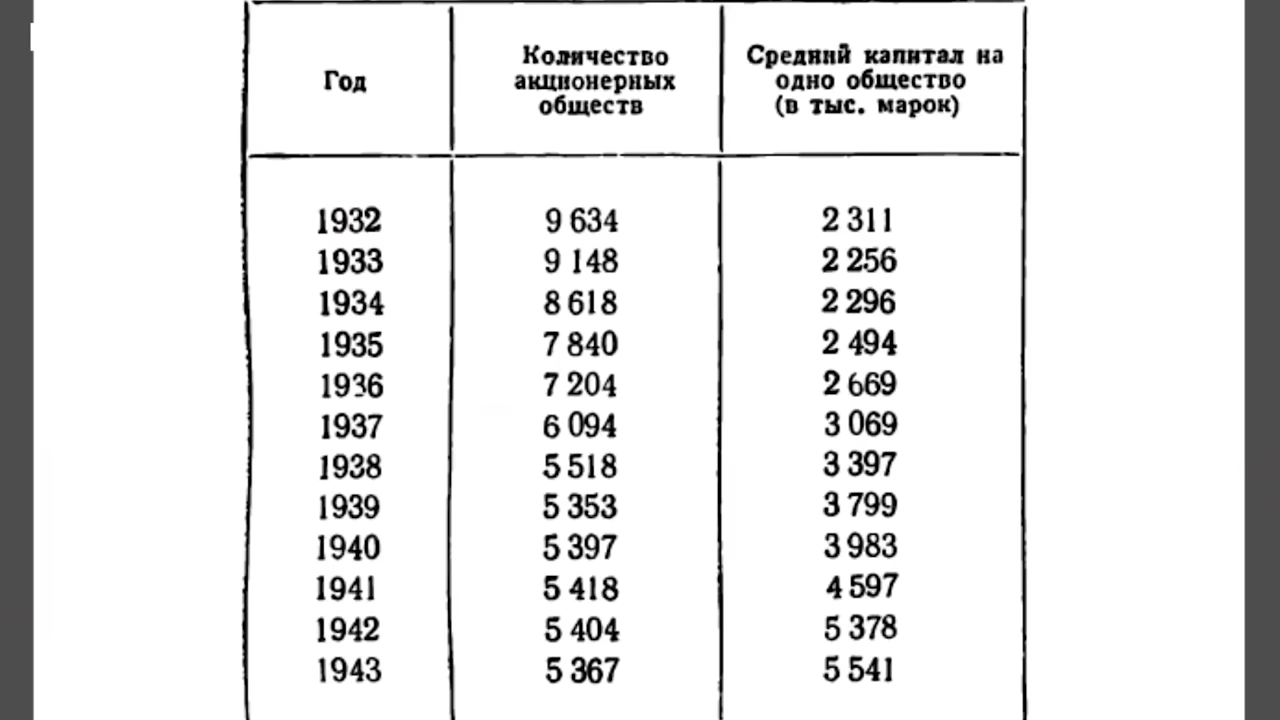 Год
Количество
акционерных
обществ
Средний капитал на
одно общество
(в тыс. марок)
1932 9 634 2 311
1933 9 148 2 256
1934 8 618 2 296
1935 7 840 2 494
1936 7 204 2 669
1937 6 094 3 069
1938 5 518 3 397
1939 5 353 3 799
1940 5 397 3 983
1941 5 418 4 597
1942 5 404 5 378
1943 5 367 5 541